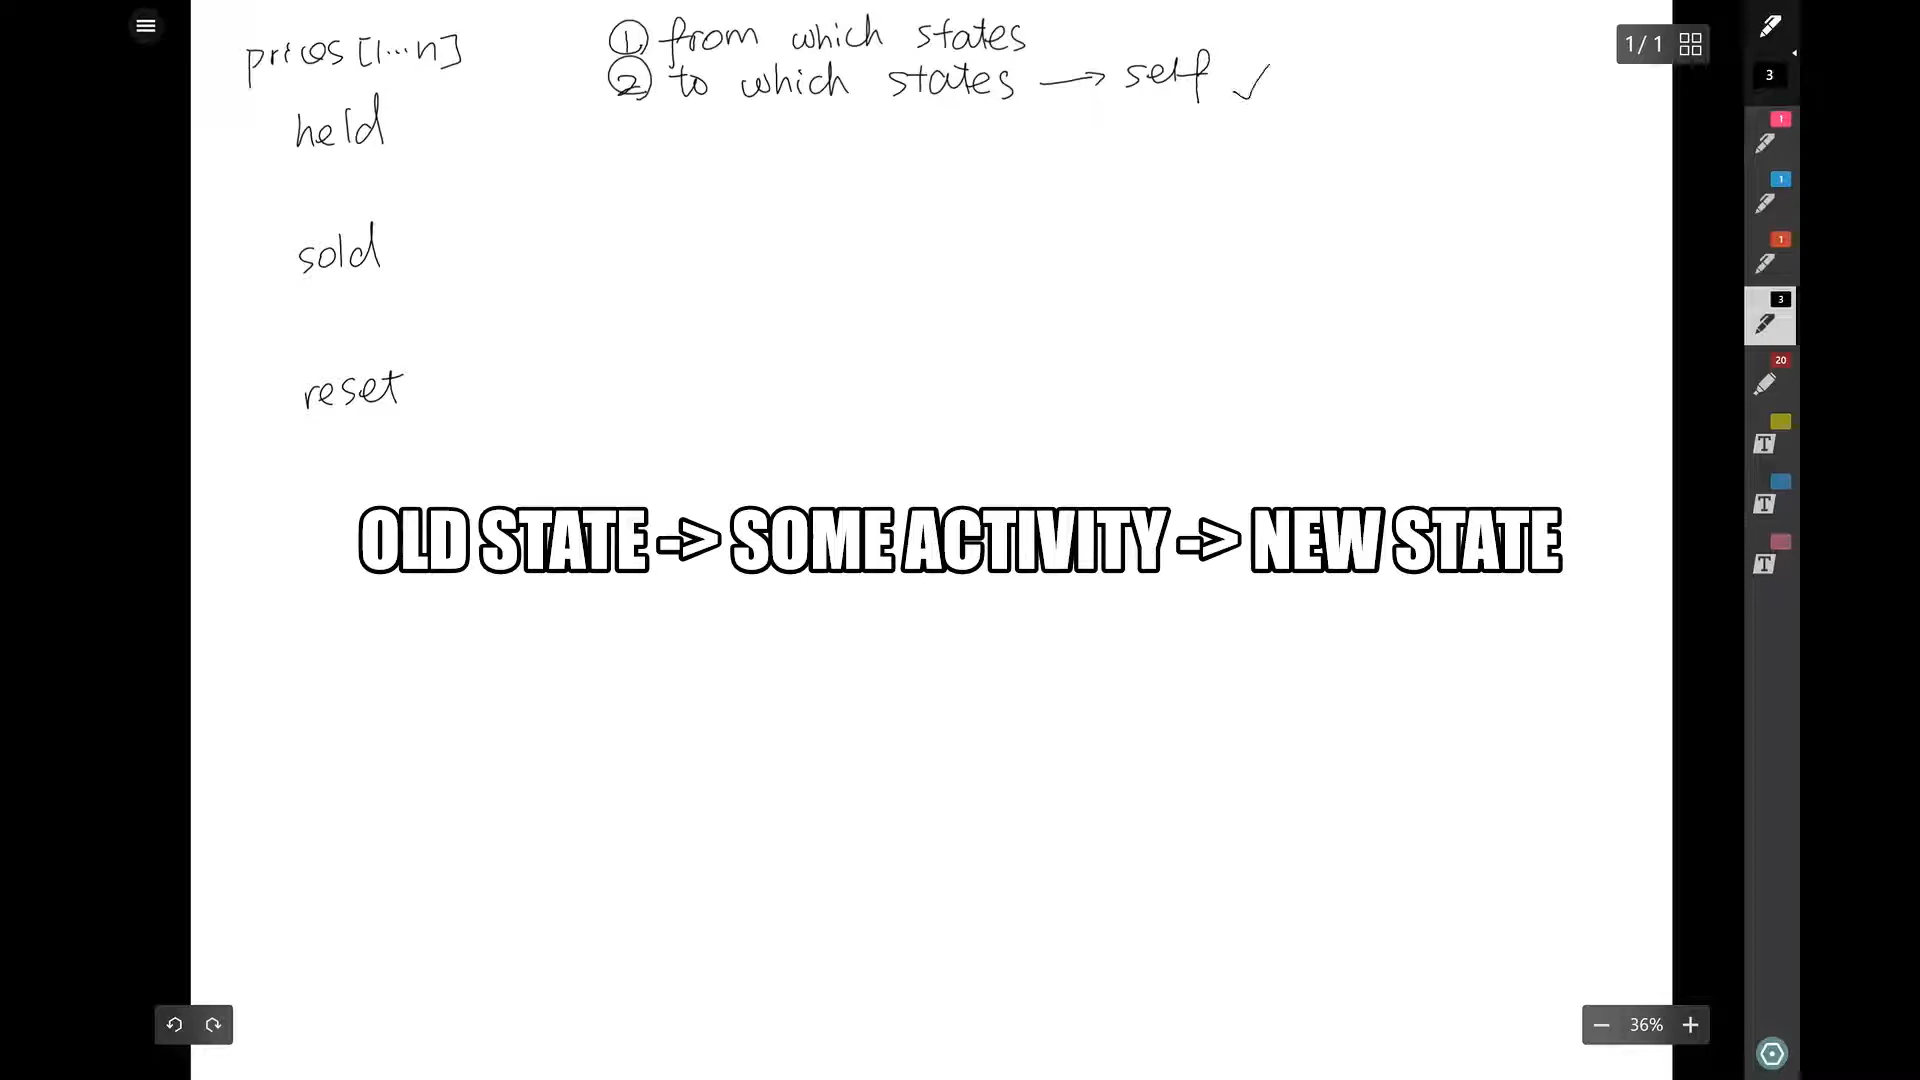 prices [1...n]
① from which states
② to which states → self ✓
held
sold
reset
OLD STATE -> SOME ACTIVITY -> NEW STATE
1 / 1
3
1
1
1
3
20
T
T
T
36%